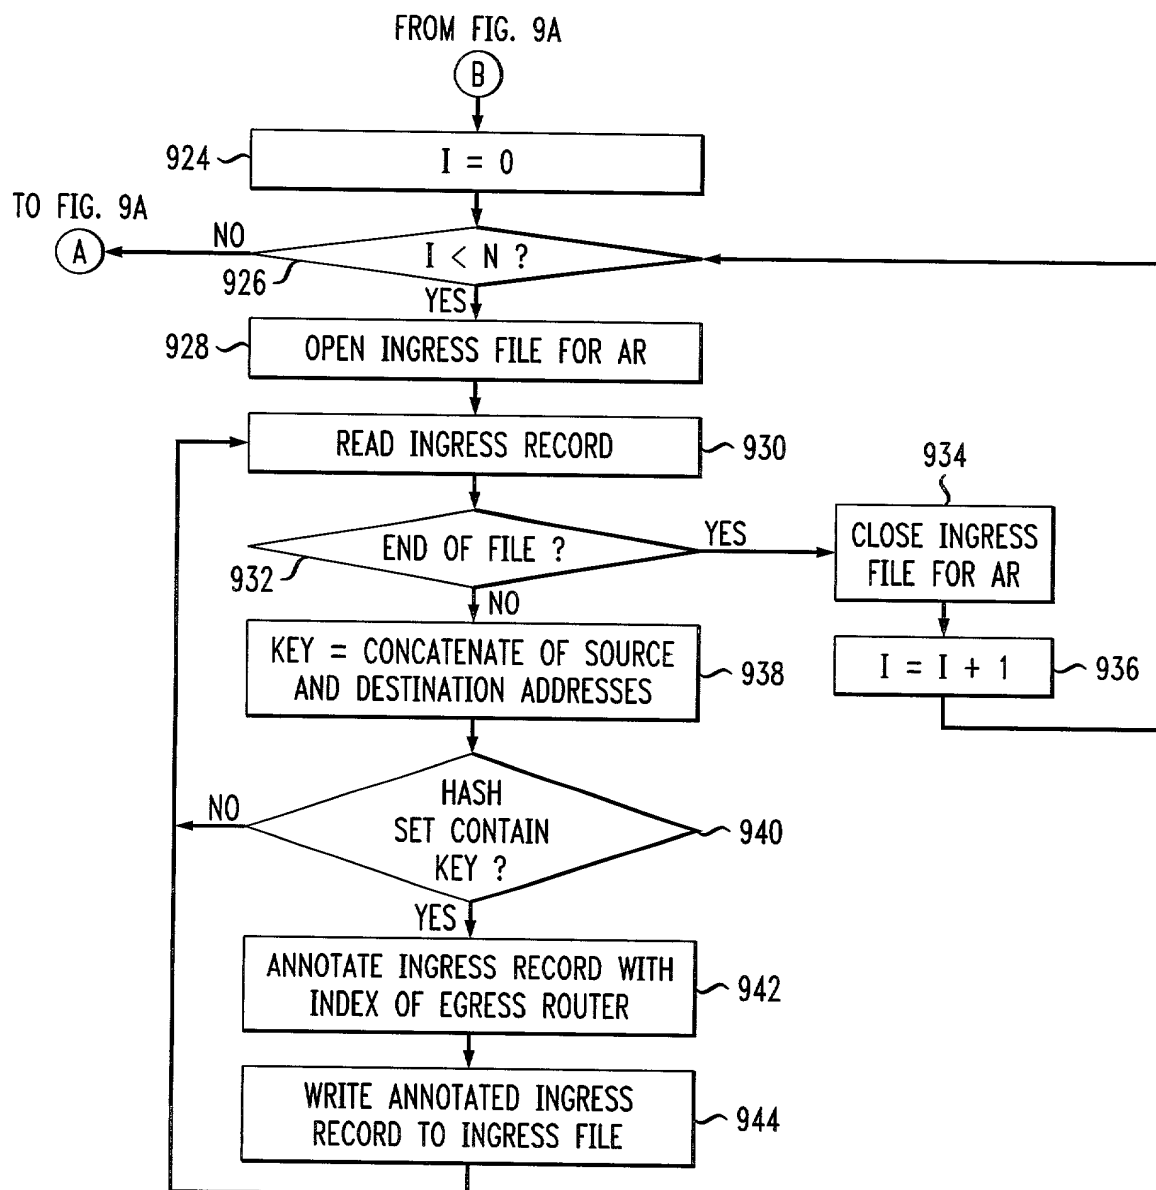 FROM FIG. 9A
B
924
I = 0
TO FIG. 9A
A
NO
I < N ?
926
YES
928
OPEN INGRESS FILE FOR AR
READ INGRESS RECORD
930
934
END OF FILE ?
YES
932
CLOSE INGRESS
FILE FOR AR
NO
KEY = CONCATENATE OF SOURCE
AND DESTINATION ADDRESSES
938
I = I + 1
936
NO
HASH
SET CONTAIN
KEY ?
940
YES
ANNOTATE INGRESS RECORD WITH
INDEX OF EGRESS ROUTER
942
WRITE ANNOTATED INGRESS
RECORD TO INGRESS FILE
944